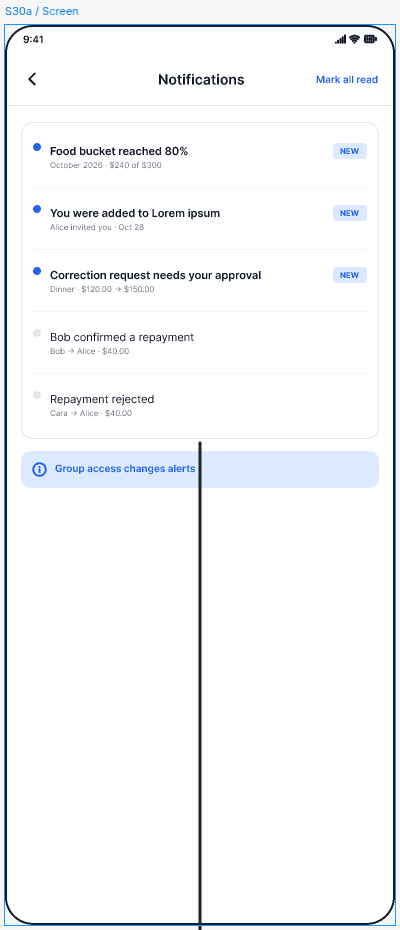 S30a / Screen
9:41
Notifications
Mark all read
Food bucket reached 80%
NEW
October 2026 · $240 of $300
You were added to Lorem ipsum
NEW
Alice invited you · Oct 28
Correction request needs your approval
NEW
Dinner · $120.00 → $150.00
Bob confirmed a repayment
Bob → Alice · $40.00
Repayment rejected
Cara → Alice · $40.00
Group access changes alerts